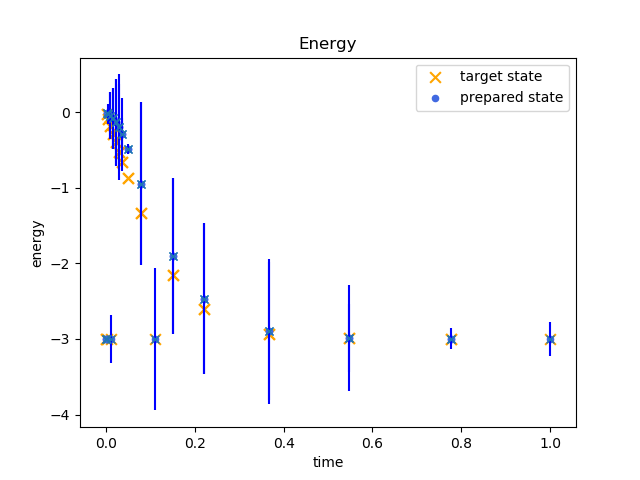 Energy
target state
prepared state
energy
0
−1
−2
−3
−4
0.0
0.2
0.4
0.6
0.8
1.0
time